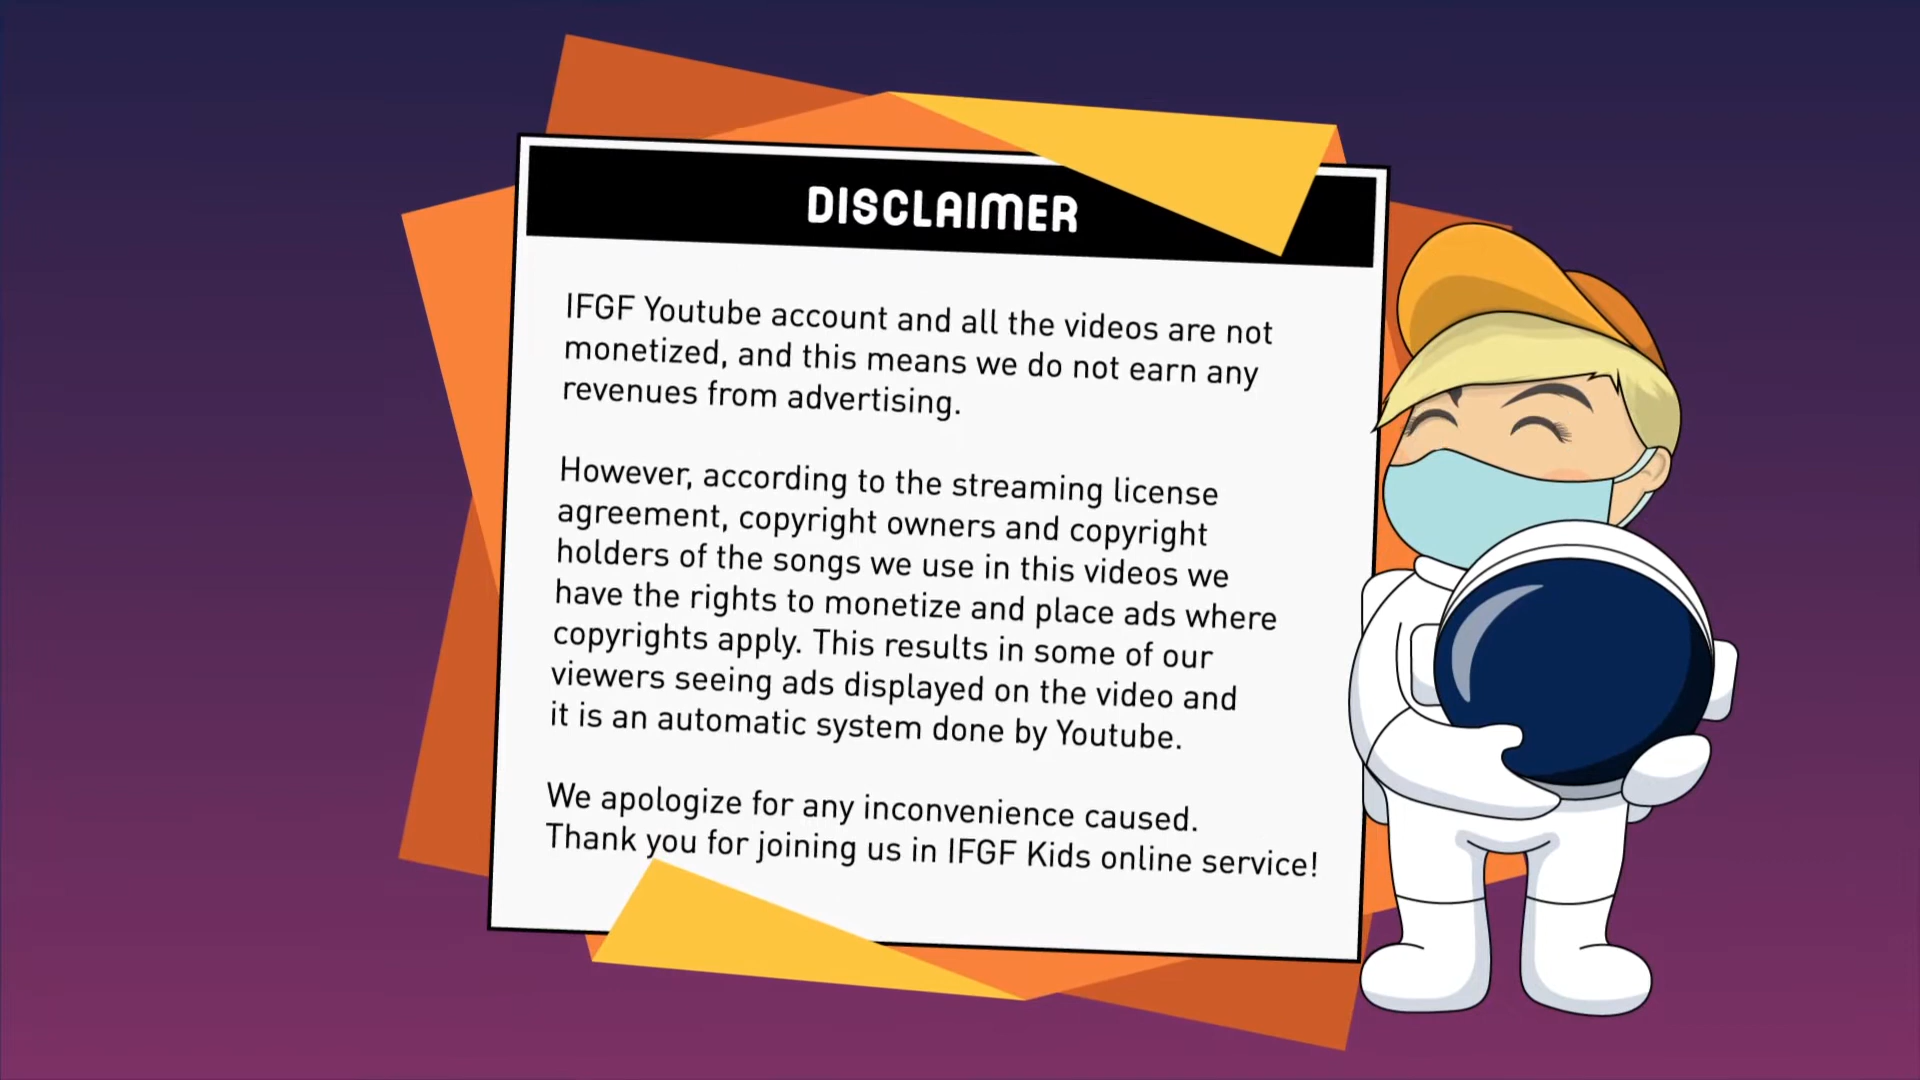 DISCLAIMER
IFGF Youtube account and all the videos are not
monetized, and this means we do not earn any
revenues from advertising.
However, according to the streaming license
agreement, copyright owners and copyright
holders of the songs we use in this videos we
have the rights to monetize and place ads where
copyrights apply. This results in some of our
viewers seeing ads displayed on the video and
it is an automatic system done by Youtube.
We apologize for any inconvenience caused.
Thank you for joining us in IFGF Kids online service!